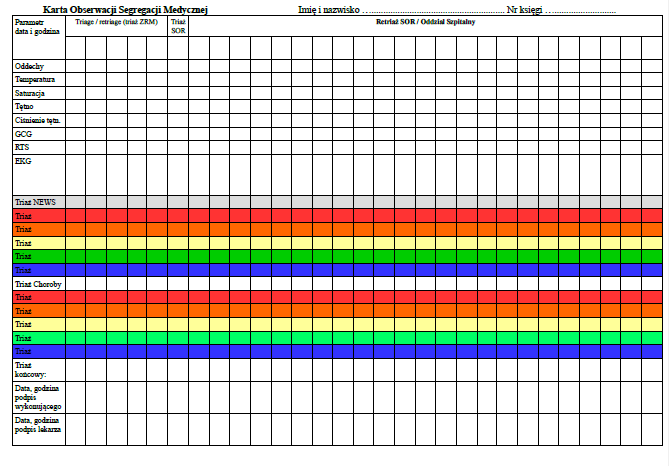 Karta Obserwacji Segregacji Medycznej Imię i nazwisko ….................................................. Nr księgi …........................
Parametr
data i godzina
Triage / retriage (triaż ZRM)
Triaż
SOR
Retriaż SOR / Oddział Szpitalny
Oddechy
Temperatura
Saturacja
Tętno
Ciśnienie tętn.
GCG
RTS
EKG
Triaż NEWS
Triaż
Triaż
Triaż
Triaż
Triaż
Triaż Choroby
Triaż
Triaż
Triaż
Triaż
Triaż
Triaż
końcowy:
Data, godzina
podpis
wykonującego
Data, godzina
podpis lekarza